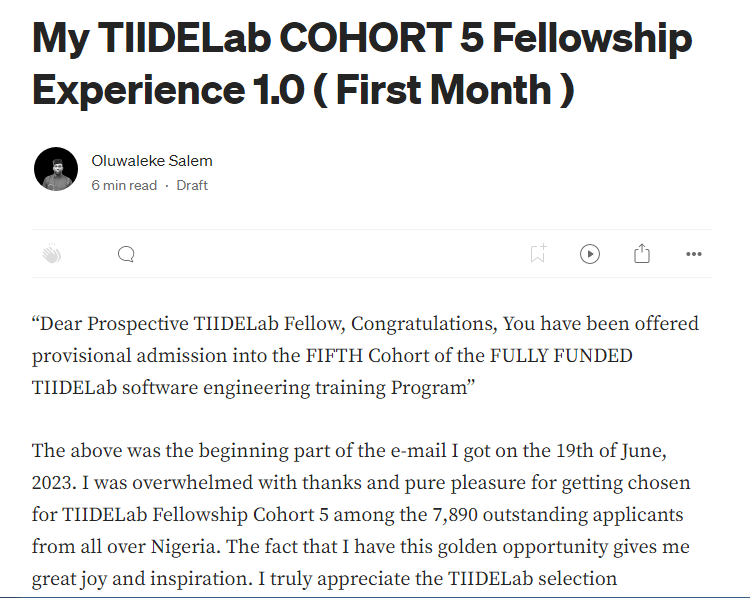 My TIIDELab COHORT 5 Fellowship
Experience 1.0 ( First Month )
Oluwaleke Salem
6 min read · Draft
“Dear Prospective TIIDELab Fellow, Congratulations, You have been offered
provisional admission into the FIFTH Cohort of the FULLY FUNDED
TIIDELab software engineering training Program”
The above was the beginning part of the e-mail I got on the 19th of June,
2023. I was overwhelmed with thanks and pure pleasure for getting chosen
for TIIDELab Fellowship Cohort 5 among the 7,890 outstanding applicants
from all over Nigeria. The fact that I have this golden opportunity gives me
great joy and inspiration. I truly appreciate the TIIDELab selection